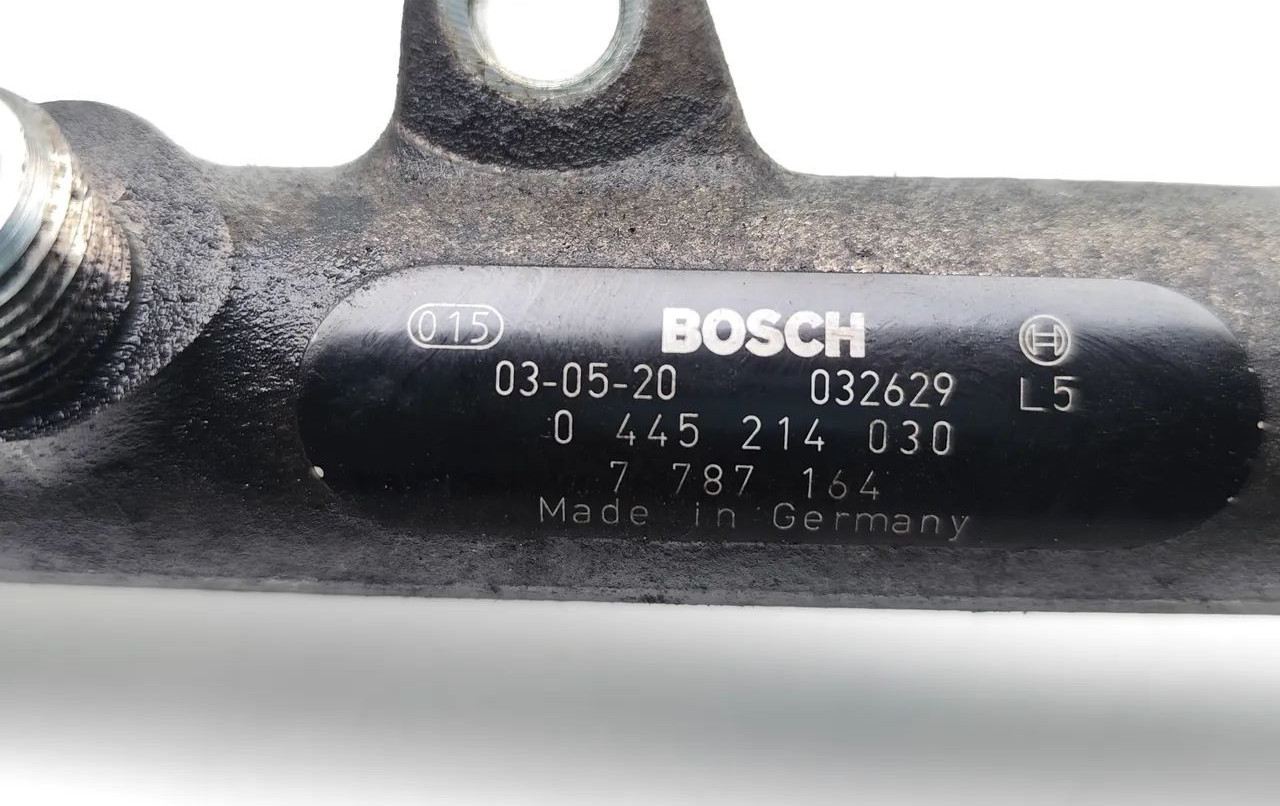 015 BOSCH
03-05-20 032629 L5
0 445 214 030
7 787 164
Made in Germany